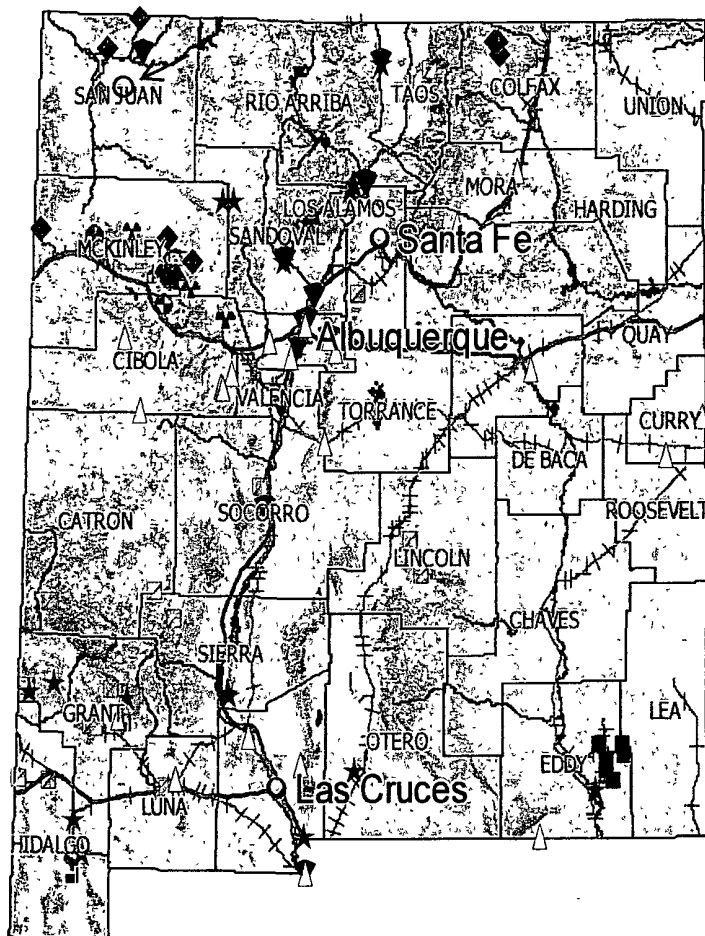 SAN JUAN
RIO ARRIBA
TAOS
COLFAX
UNION
MORA
HARDING
LOS ALAMOS
MCKINLEY
SANDOVAL
Santa Fe
Albuquerque
QUAY
CIBOLA
VALENCIA
TORRANCE
CURRY
DE BACA
CATRON
SOCORRO
ROOSEVELT
LINCOLN
CHAVES
SIERRA
GRANT
OTERO
LEA
EDDY
Las Cruces
LUNA
HIDALGO